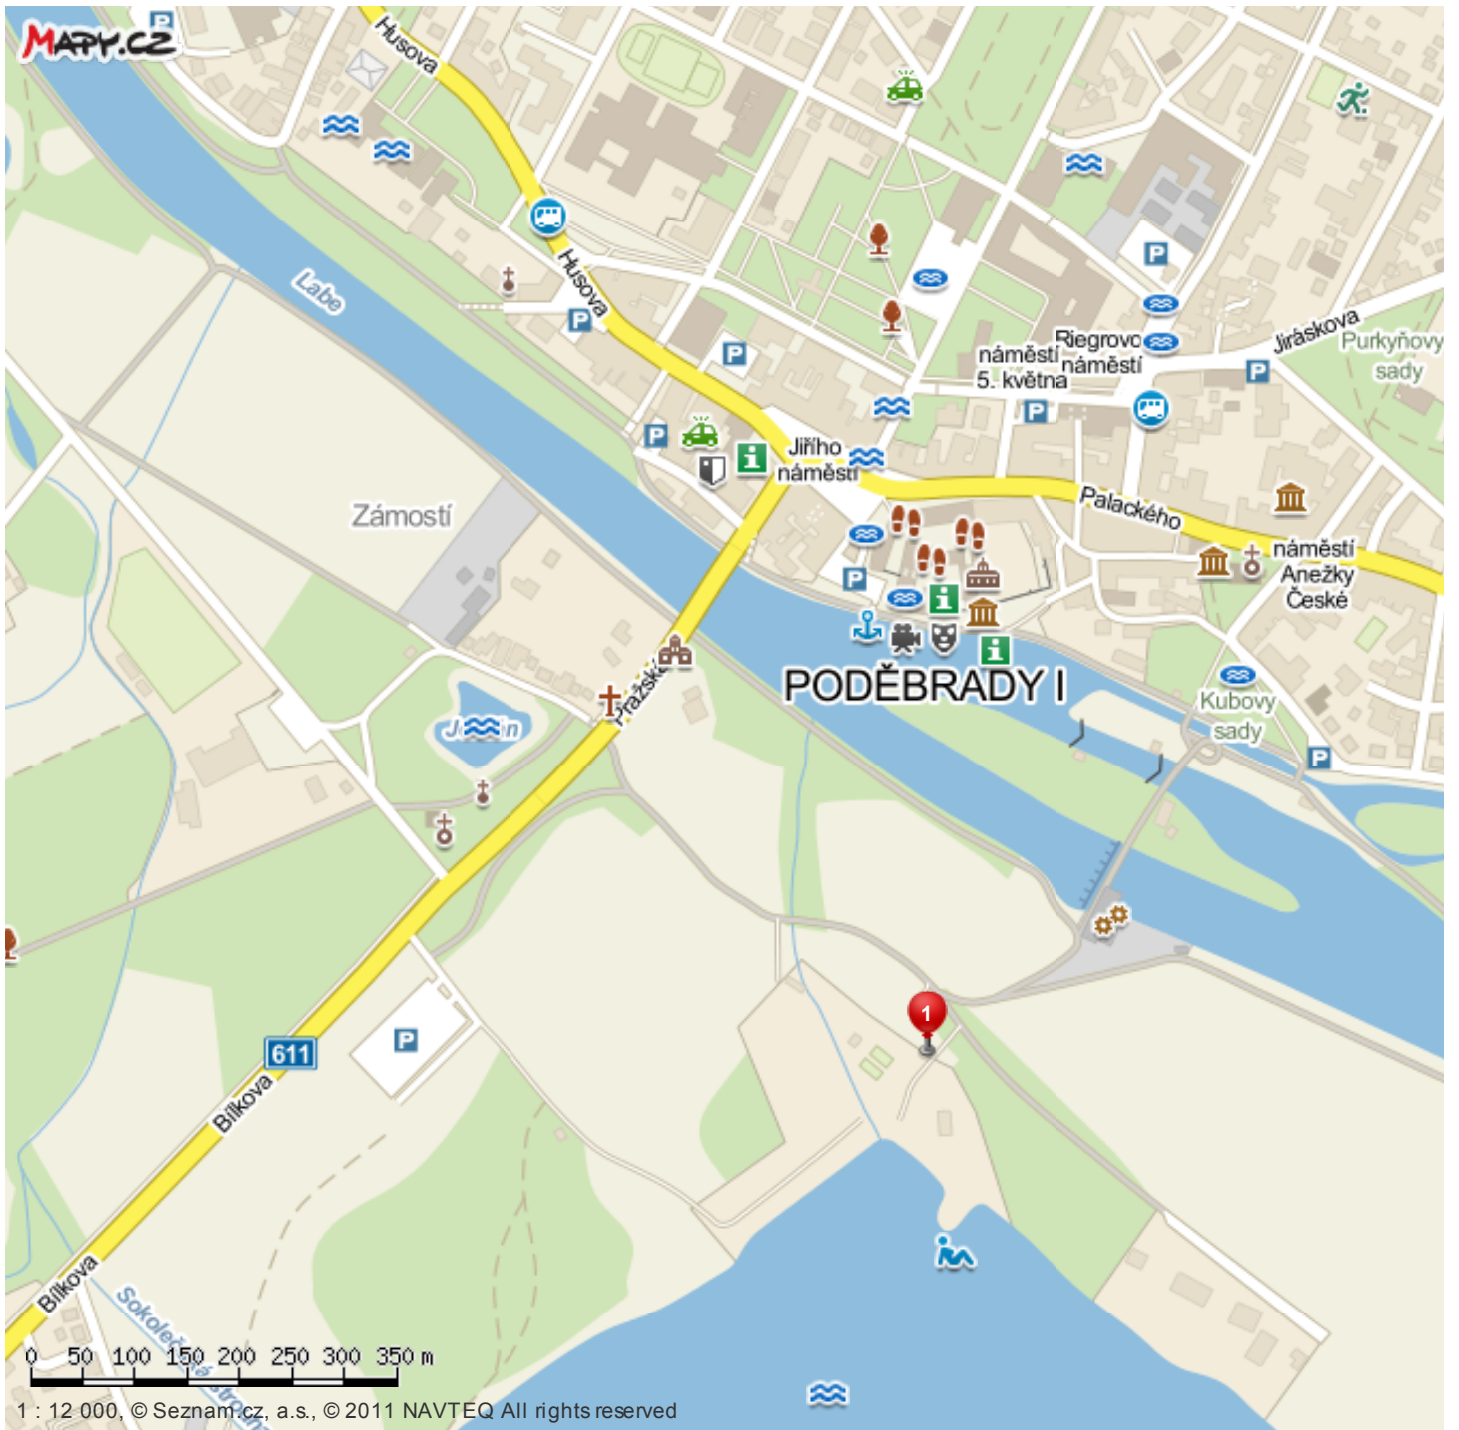 MAPY.CZ
P
Husova
Labe
Husova
P
P
P
P
náměstí
5. května
Riegrovo
náměstí
Jiráskova
Purkyňovy
sady
P
P
P
i
Jiřího
náměstí
Zámostí
Palackého
náměstí
Anežky
České
P
i
i
PODĚBRADY I
Pražská
Kubovy
sady
P
1
P
611
Bílkova
Bílkova
0 50 100 150 200 250 300 350 m
1 : 12 000, © Seznam.cz, a.s., © 2011 NAVTEQ All rights reserved